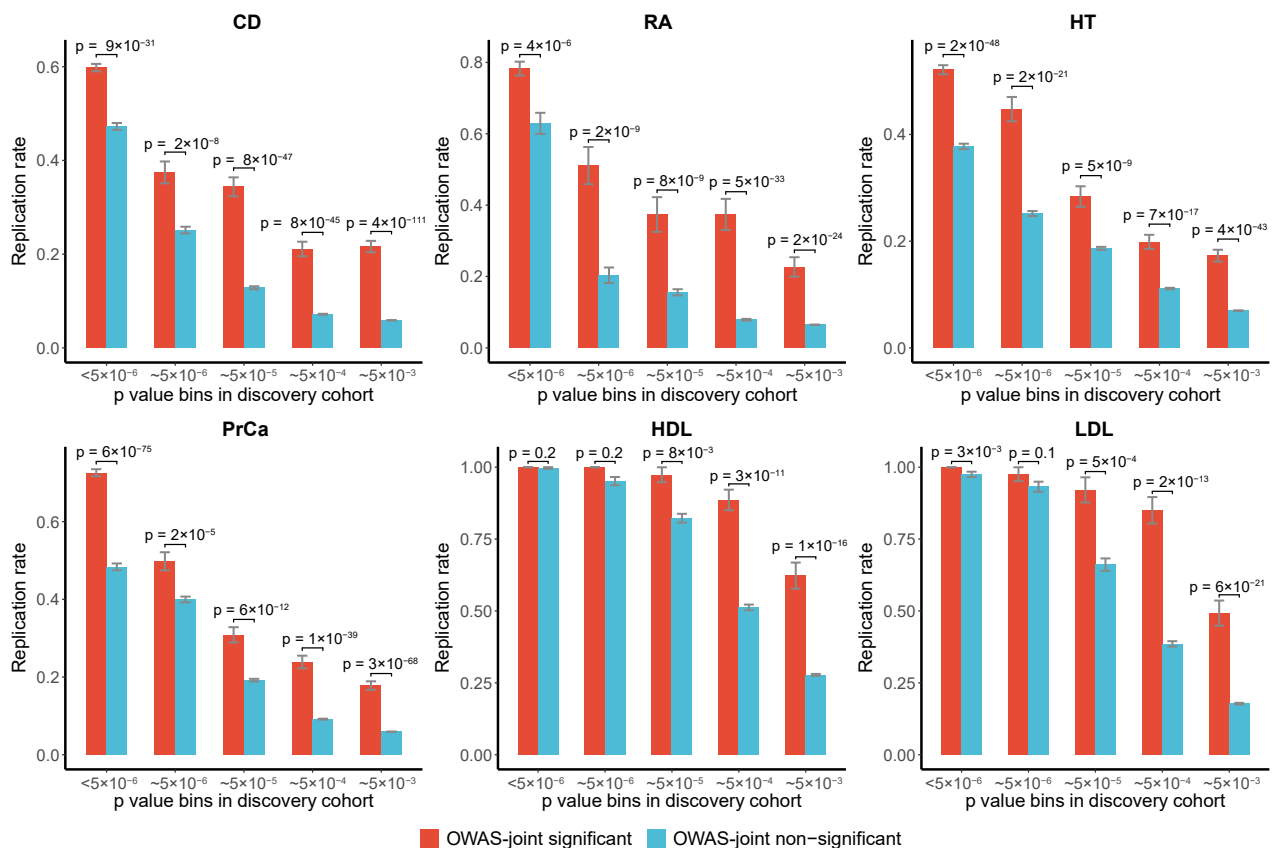 CD
p = 9×10⁻³¹
p = 2×10⁻⁸
p = 8×10⁻⁴⁷
p = 8×10⁻⁴⁵
p = 4×10⁻¹¹¹
Replication rate
0.6
0.4
0.2
0.0
<5×10⁻⁶ ~5×10⁻⁶ ~5×10⁻⁵ ~5×10⁻⁴ ~5×10⁻³
p value bins in discovery cohort
RA
p = 4×10⁻⁶
p = 2×10⁻⁹
p = 8×10⁻⁹
p = 5×10⁻³³
p = 2×10⁻²⁴
Replication rate
0.8
0.6
0.4
0.2
0.0
<5×10⁻⁶ ~5×10⁻⁶ ~5×10⁻⁵ ~5×10⁻⁴ ~5×10⁻³
p value bins in discovery cohort
HT
p = 2×10⁻⁴⁸
p = 2×10⁻²¹
p = 5×10⁻⁹
p = 7×10⁻¹⁷
p = 4×10⁻⁴³
Replication rate
0.4
0.2
0.0
<5×10⁻⁶ ~5×10⁻⁶ ~5×10⁻⁵ ~5×10⁻⁴ ~5×10⁻³
p value bins in discovery cohort
PrCa
p = 6×10⁻⁷⁵
p = 2×10⁻⁵
p = 6×10⁻¹²
p = 1×10⁻³⁹
p = 3×10⁻⁶⁸
Replication rate
0.6
0.4
0.2
0.0
<5×10⁻⁶ ~5×10⁻⁶ ~5×10⁻⁵ ~5×10⁻⁴ ~5×10⁻³
p value bins in discovery cohort
HDL
p = 0.2
p = 0.2
p = 8×10⁻³
p = 3×10⁻¹¹
p = 1×10⁻¹⁶
Replication rate
1.00
0.75
0.50
0.25
0.00
<5×10⁻⁶ ~5×10⁻⁶ ~5×10⁻⁵ ~5×10⁻⁴ ~5×10⁻³
p value bins in discovery cohort
LDL
p = 3×10⁻³
p = 0.1
p = 5×10⁻⁴
p = 2×10⁻¹³
p = 6×10⁻²¹
Replication rate
1.00
0.75
0.50
0.25
0.00
<5×10⁻⁶ ~5×10⁻⁶ ~5×10⁻⁵ ~5×10⁻⁴ ~5×10⁻³
p value bins in discovery cohort
OWAS-joint significant OWAS-joint non-significant